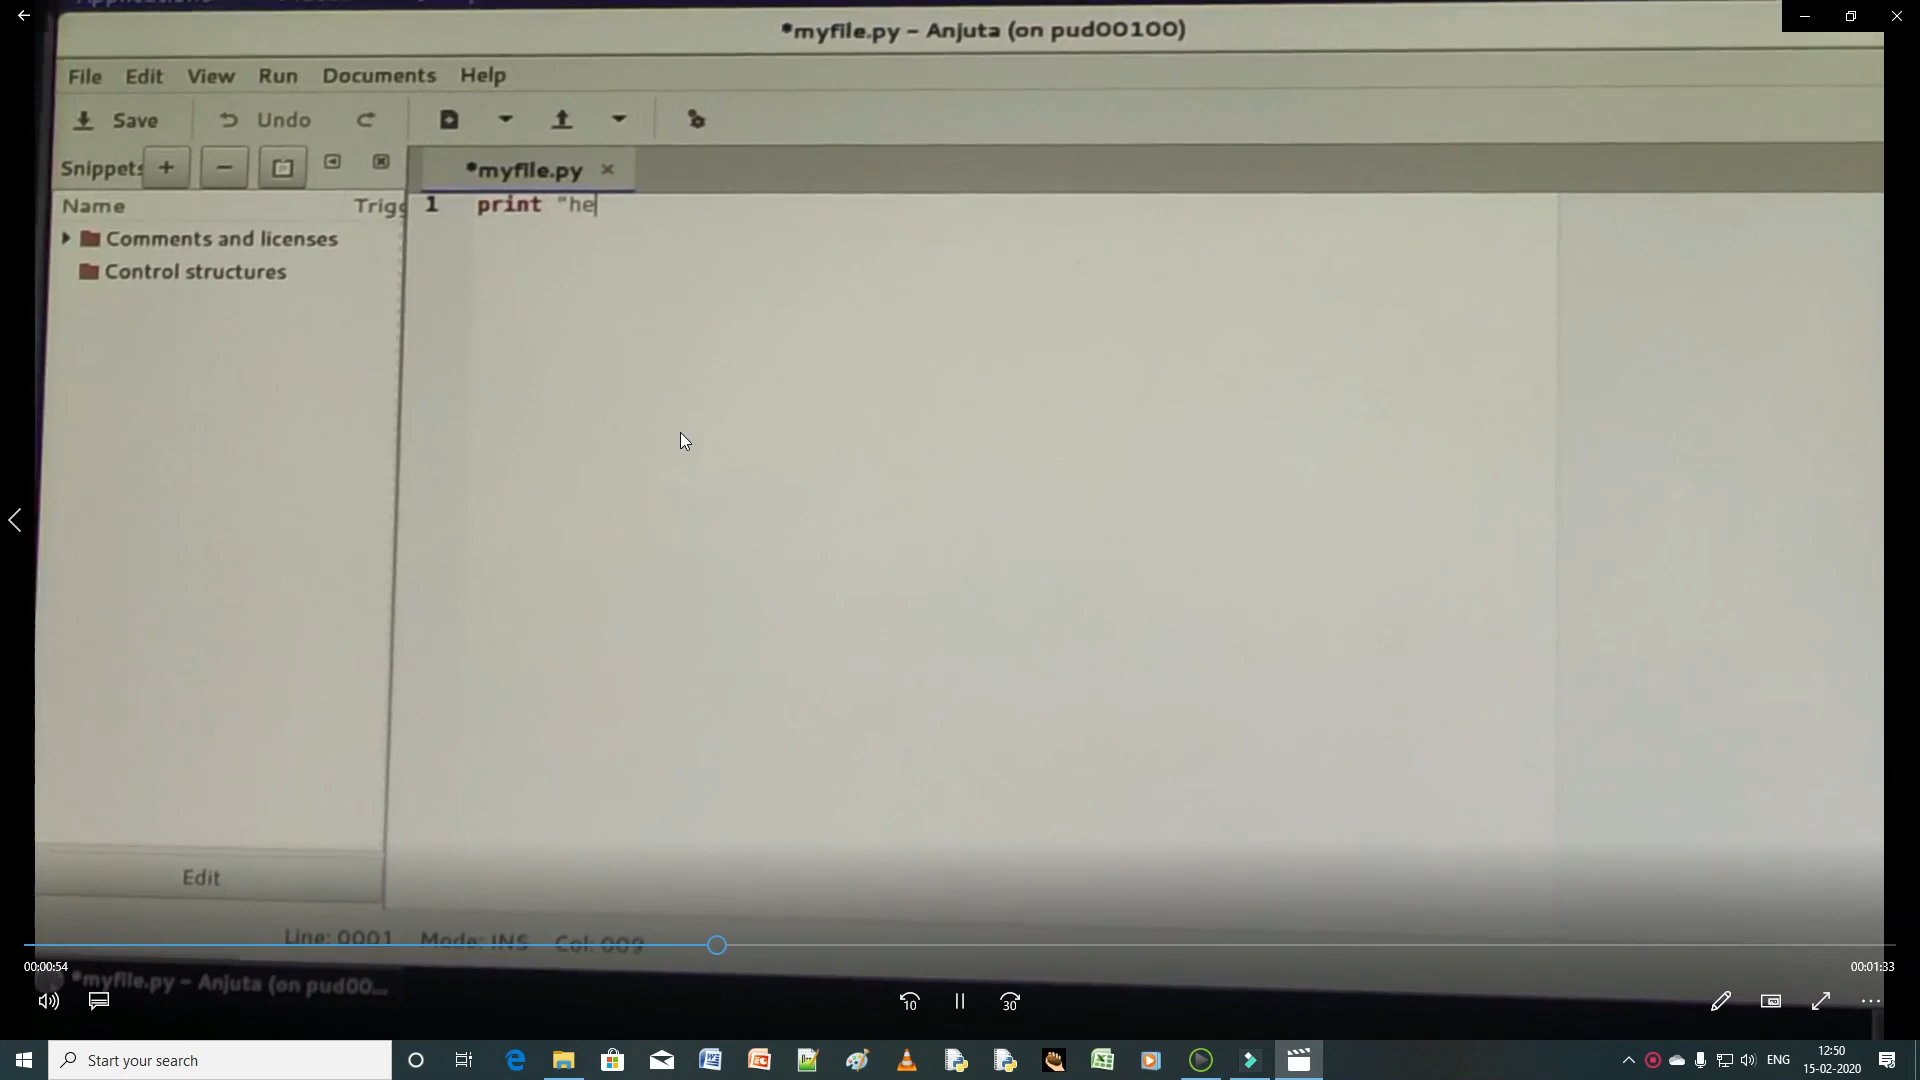 *myfile.py - Anjuta (on pud00100)
File Edit View Run Documents Help
Save Undo
Snippets
*myfile.py
Name Trigg
1 print "he
Comments and licenses
Control structures
Edit
Line: 0001 Mode: INS Col: 009
00:00:54
00:01:33
*myfile.py - Anjuta (on pud00...
10
30
Start your search
ENG
12:50
15-02-2020